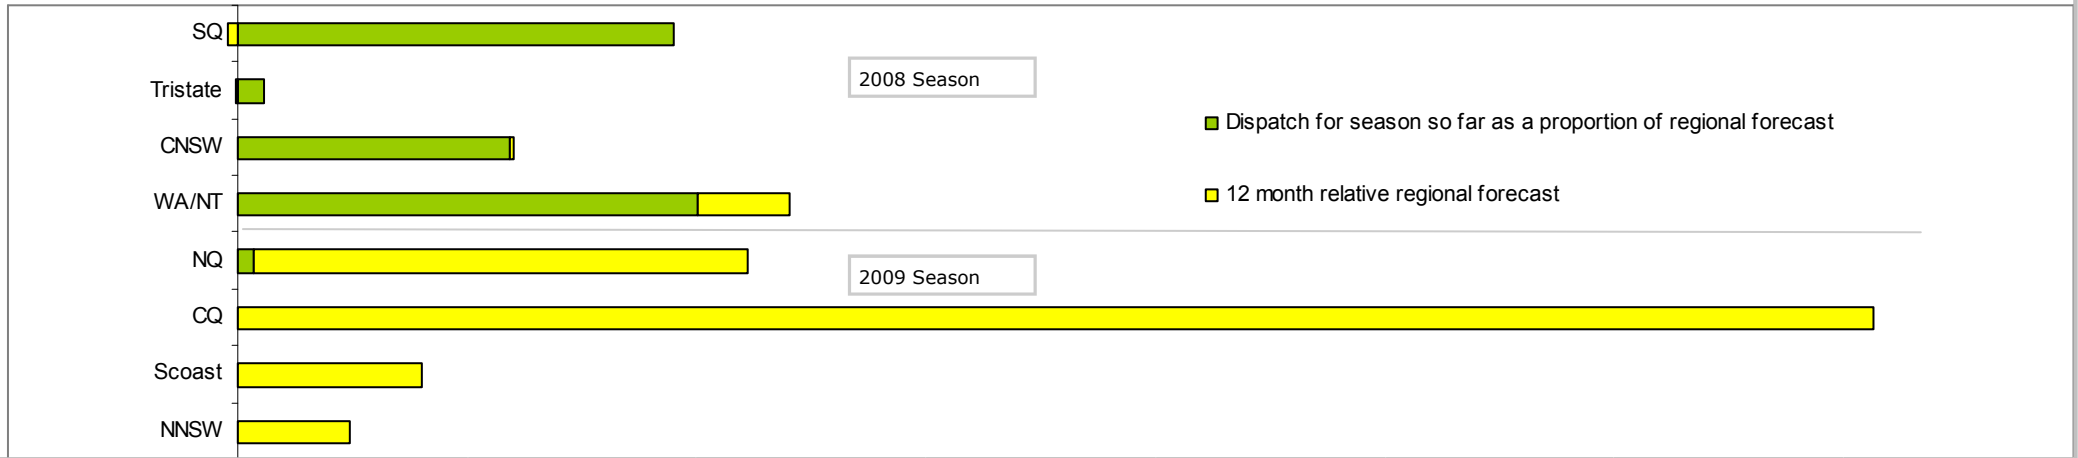 SQ
Tristate
CNSW
WA/NT
NQ
CQ
Scoast
NNSW
2008 Season
2009 Season
Dispatch for season so far as a proportion of regional forecast
12 month relative regional forecast